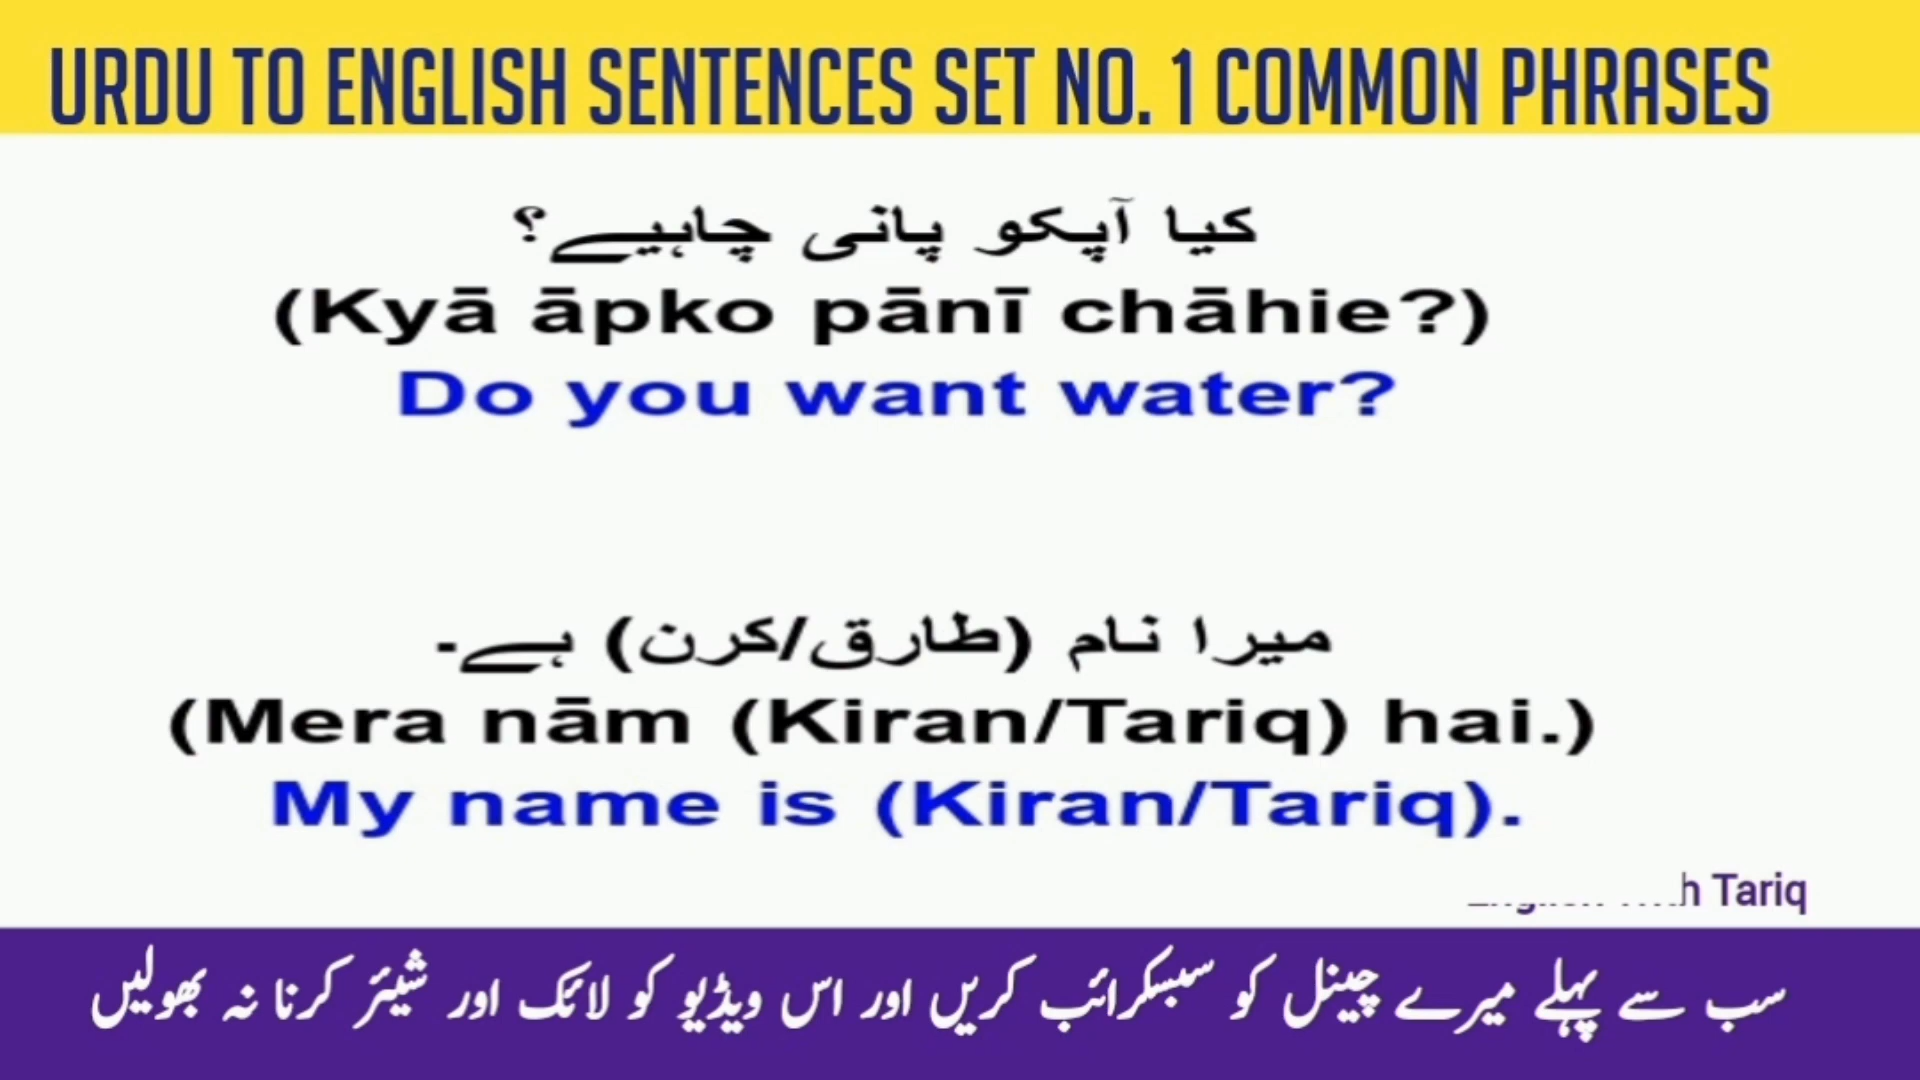 URDU TO ENGLISH SENTENCES SET NO. 1 COMMON PHRASES
کیا آپکو پانی چاہیے؟
(Kyā āpko pānī chāhie?)
Do you want water?
میرا نام (طارق/کرن) ہے۔
(Mera nām (Kiran/Tariq) hai.)
My name is (Kiran/Tariq).
Tariq
سب سے پہلے میرے چینل کو سبسکرائب کریں اور اس ویڈیو کو لائک اور شیئر کرنا نہ بھولیں